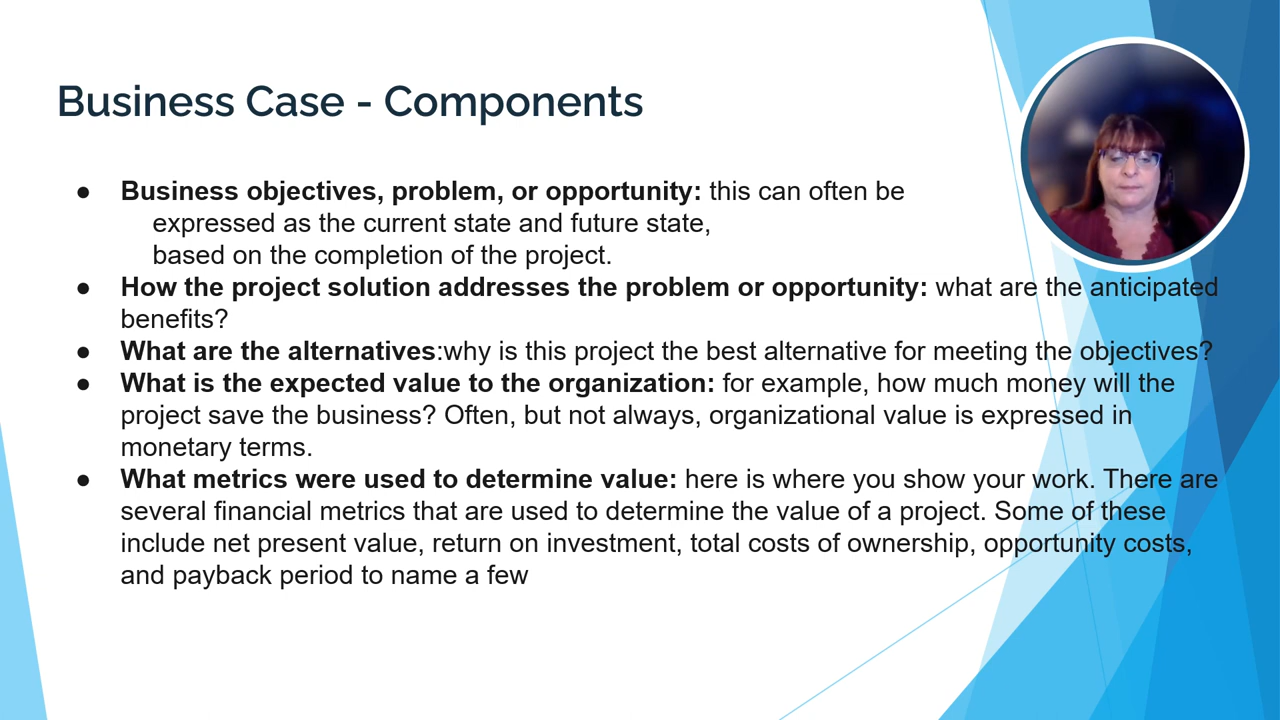 Business Case - Components
● Business objectives, problem, or opportunity: this can often be
expressed as the current state and future state,
based on the completion of the project.
● How the project solution addresses the problem or opportunity: what are the anticipated
benefits?
● What are the alternatives:why is this project the best alternative for meeting the objectives?
● What is the expected value to the organization: for example, how much money will the
project save the business? Often, but not always, organizational value is expressed in
monetary terms.
● What metrics were used to determine value: here is where you show your work. There are
several financial metrics that are used to determine the value of a project. Some of these
include net present value, return on investment, total costs of ownership, opportunity costs,
and payback period to name a few